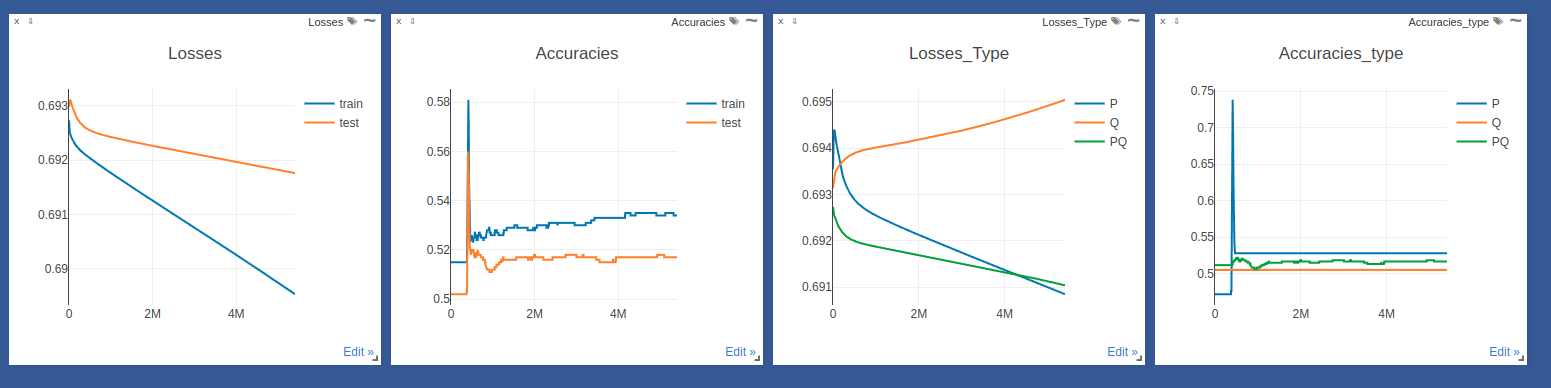 x ⇩ Losses
Losses
0.693
0.692
0.691
0.69
0 2M 4M
train
test
Edit »
x ⇩ Accuracies
Accuracies
0.58
0.56
0.54
0.52
0.5
0 2M 4M
train
test
Edit »
x ⇩ Losses_Type
Losses_Type
0.695
0.694
0.693
0.692
0.691
0 2M 4M
P
Q
PQ
Edit »
x ⇩ Accuracies_type
Accuracies_type
0.75
0.7
0.65
0.6
0.55
0.5
0 2M 4M
P
Q
PQ
Edit »